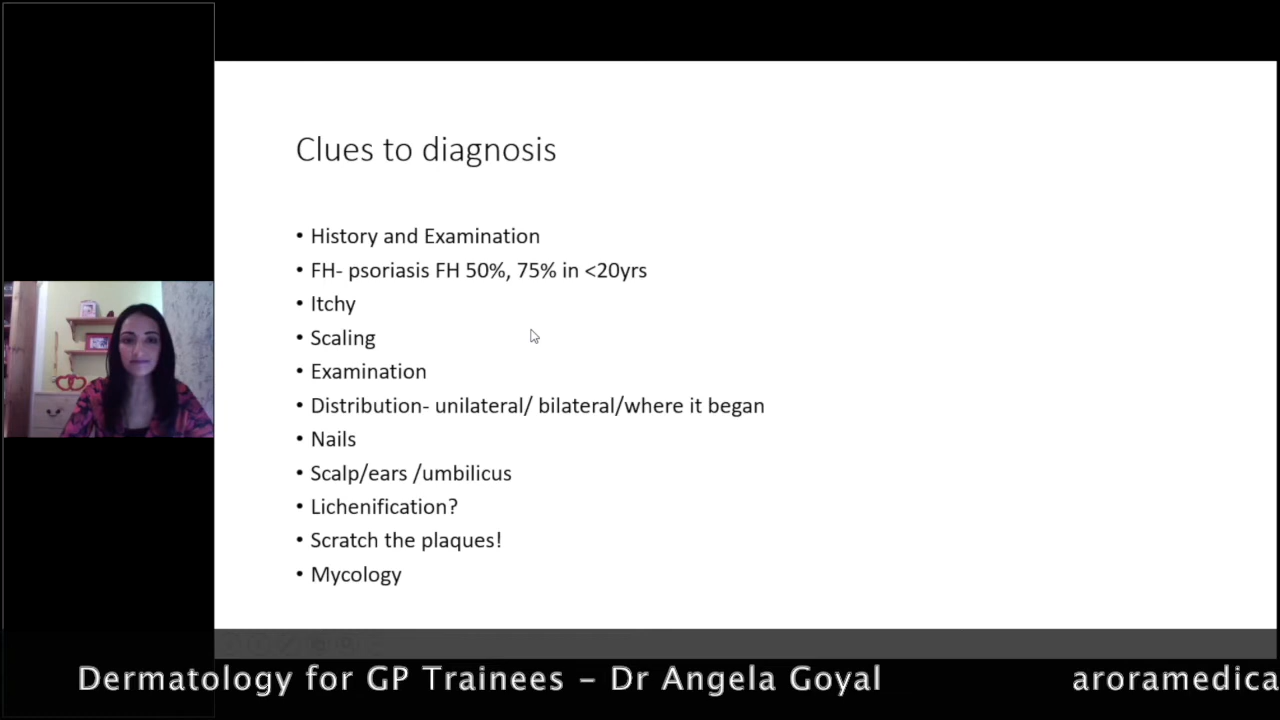 Clues to diagnosis
• History and Examination
• FH- psoriasis FH 50%, 75% in <20yrs
• Itchy
• Scaling
• Examination
• Distribution- unilateral/ bilateral/where it began
• Nails
• Scalp/ears /umbilicus
• Lichenification?
• Scratch the plaques!
• Mycology
Dermatology for GP Trainees – Dr Angela Goyal aroramedica